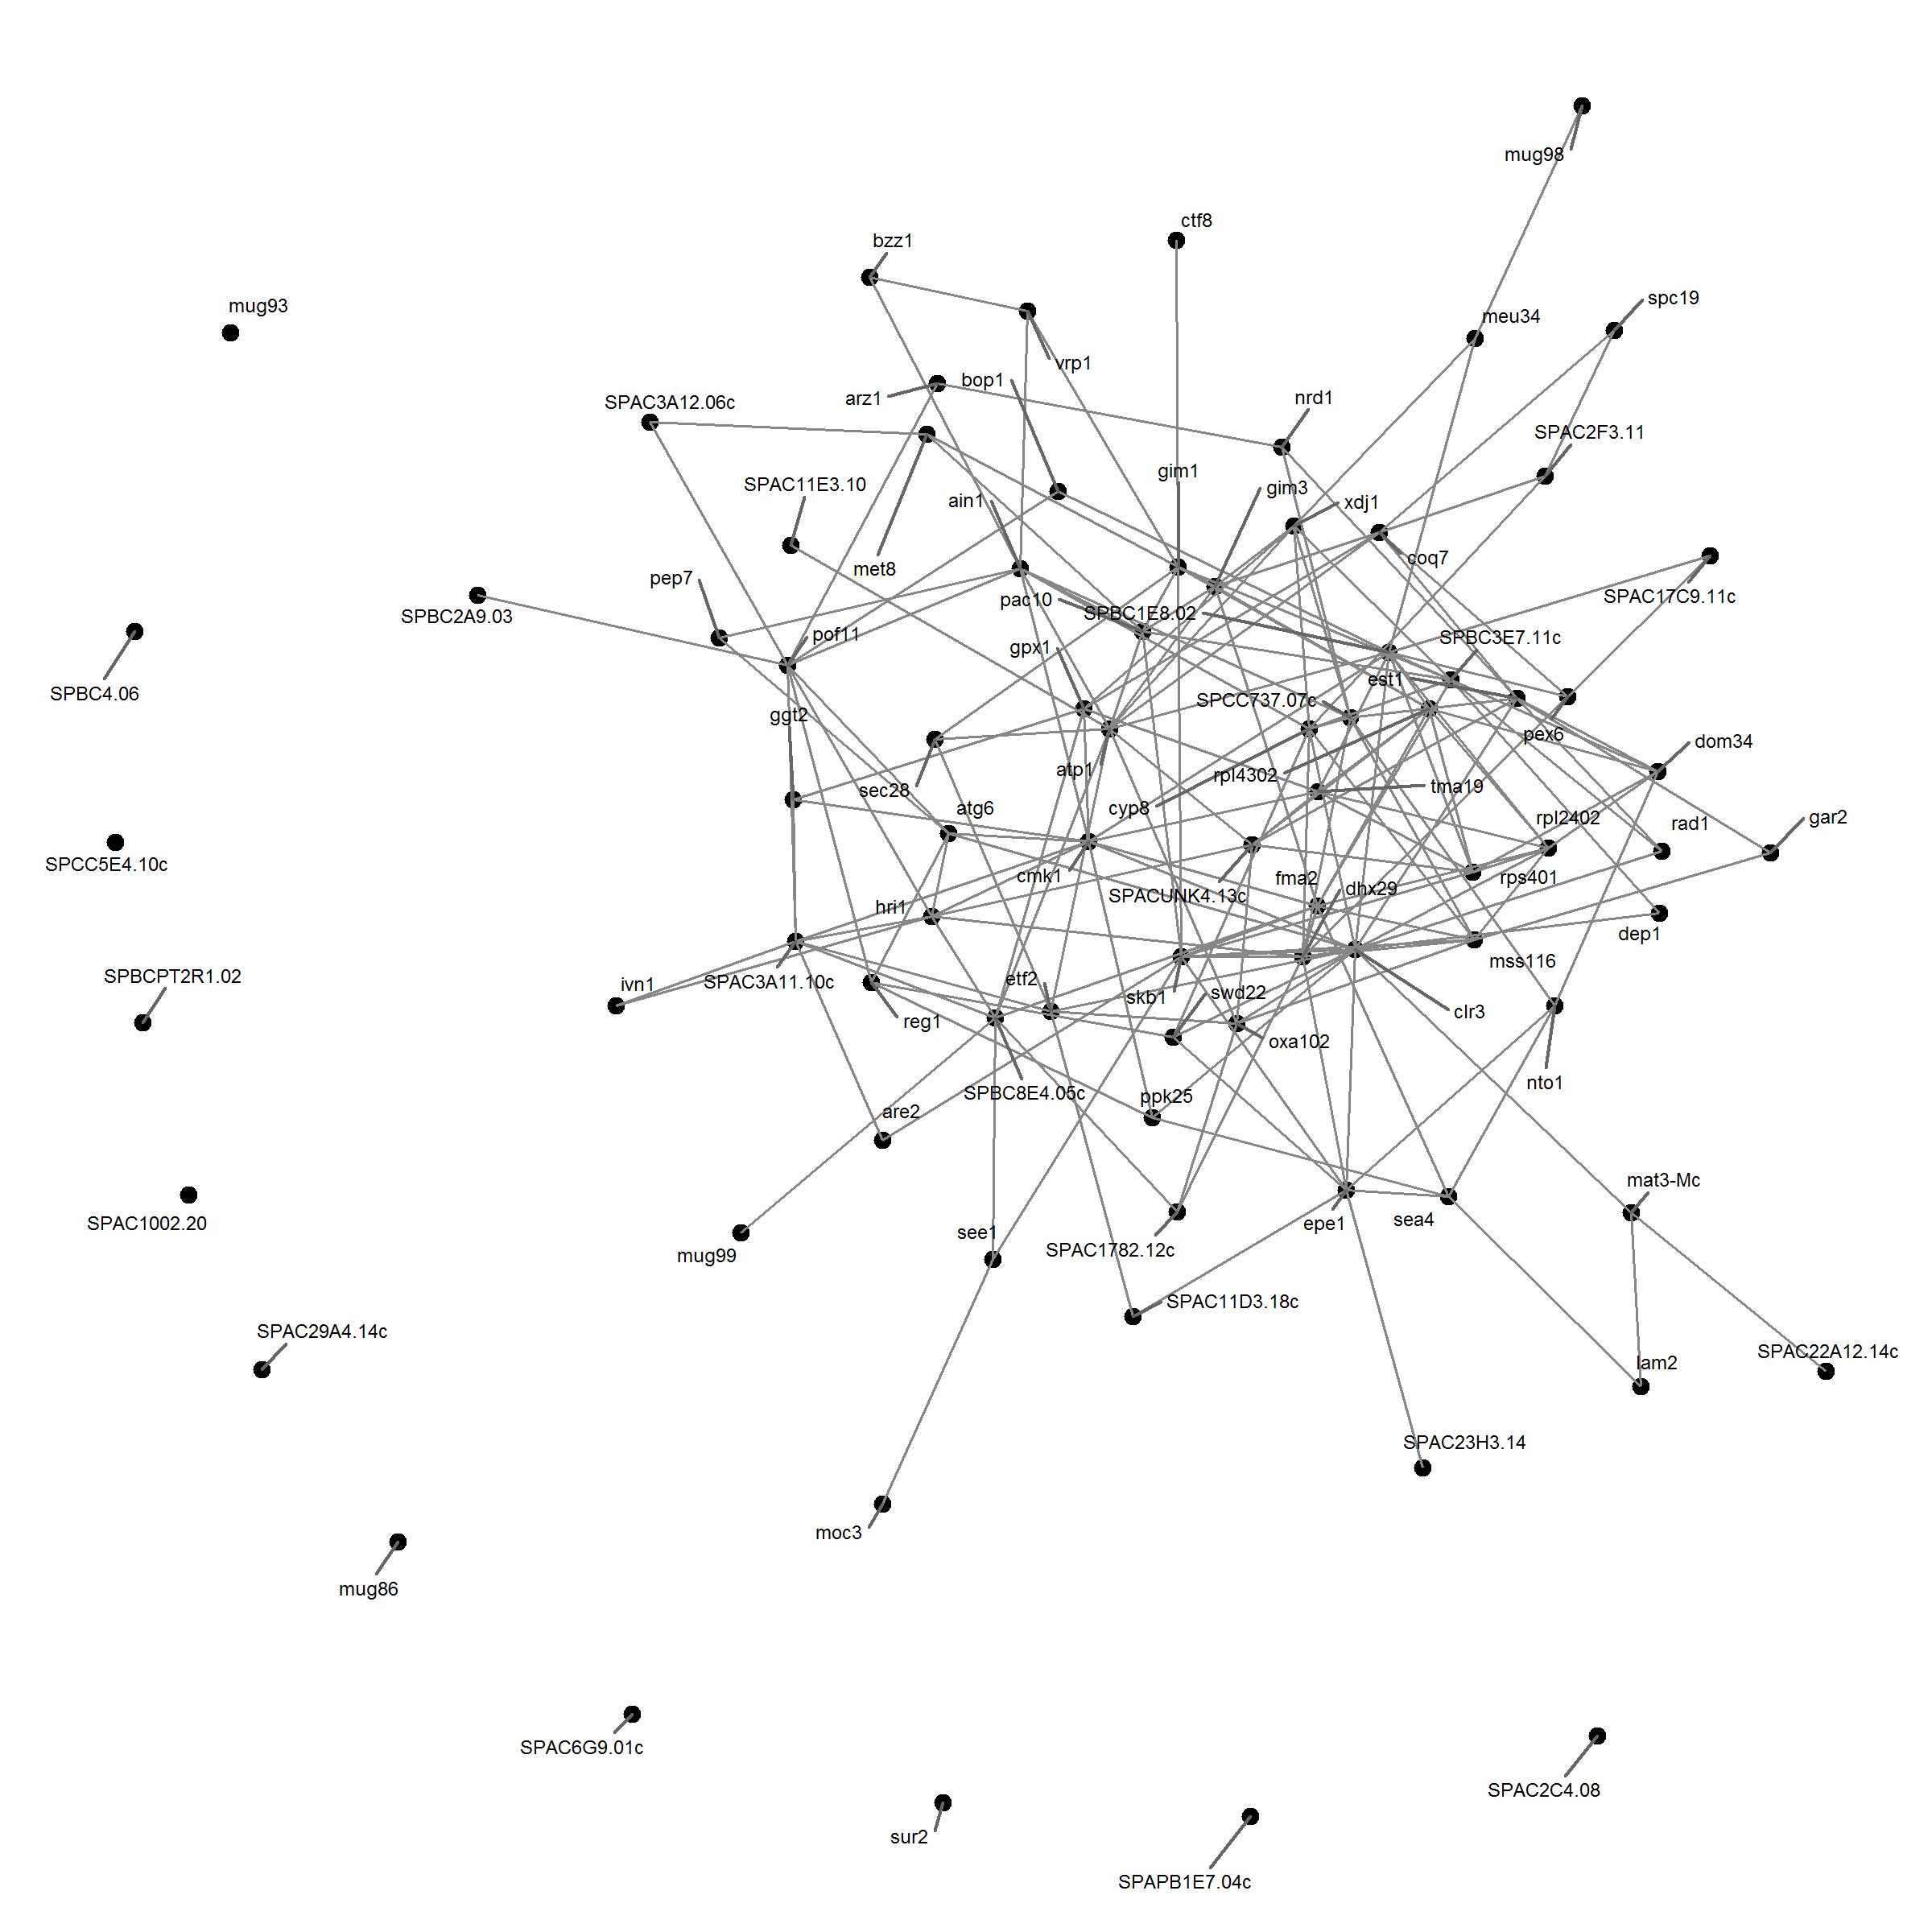 mug98
ctf8
bzz1
spc19
mug93
meu34
vrp1
bop1
arz1
nrd1
SPAC3A12.06c
SPAC2F3.11
gim1
SPAC11E3.10
gim3
ain1
xdj1
coq7
met8
pep7
pac10
SPAC17C9.11c
SPBC1E8.02
SPBC2A9.03
pof11
SPBC3E7.11c
gpx1
est1
SPBC4.06
SPCC737.07c
ggt2
pex6
dom34
atp1
rpl4302
tma19
sec28
atg6
cyp8
rpl2402
rad1
gar2
SPCC5E4.10c
cmk1
fma2
dhx29
rps401
SPACUNK4.13c
hri1
dep1
mss116
SPBCPT2R1.02
ivn1
SPAC3A11.10c
etf2
skb1
swd22
clr3
reg1
oxa102
nto1
SPBC8E4.05c
ppk25
are2
mat3-Mc
SPAC1002.20
epe1
sea4
see1
mug99
SPAC1782.12c
SPAC11D3.18c
SPAC29A4.14c
SPAC22A12.14c
lam2
SPAC23H3.14
moc3
mug86
SPAC6G9.01c
SPAC2C4.08
sur2
SPAPB1E7.04c